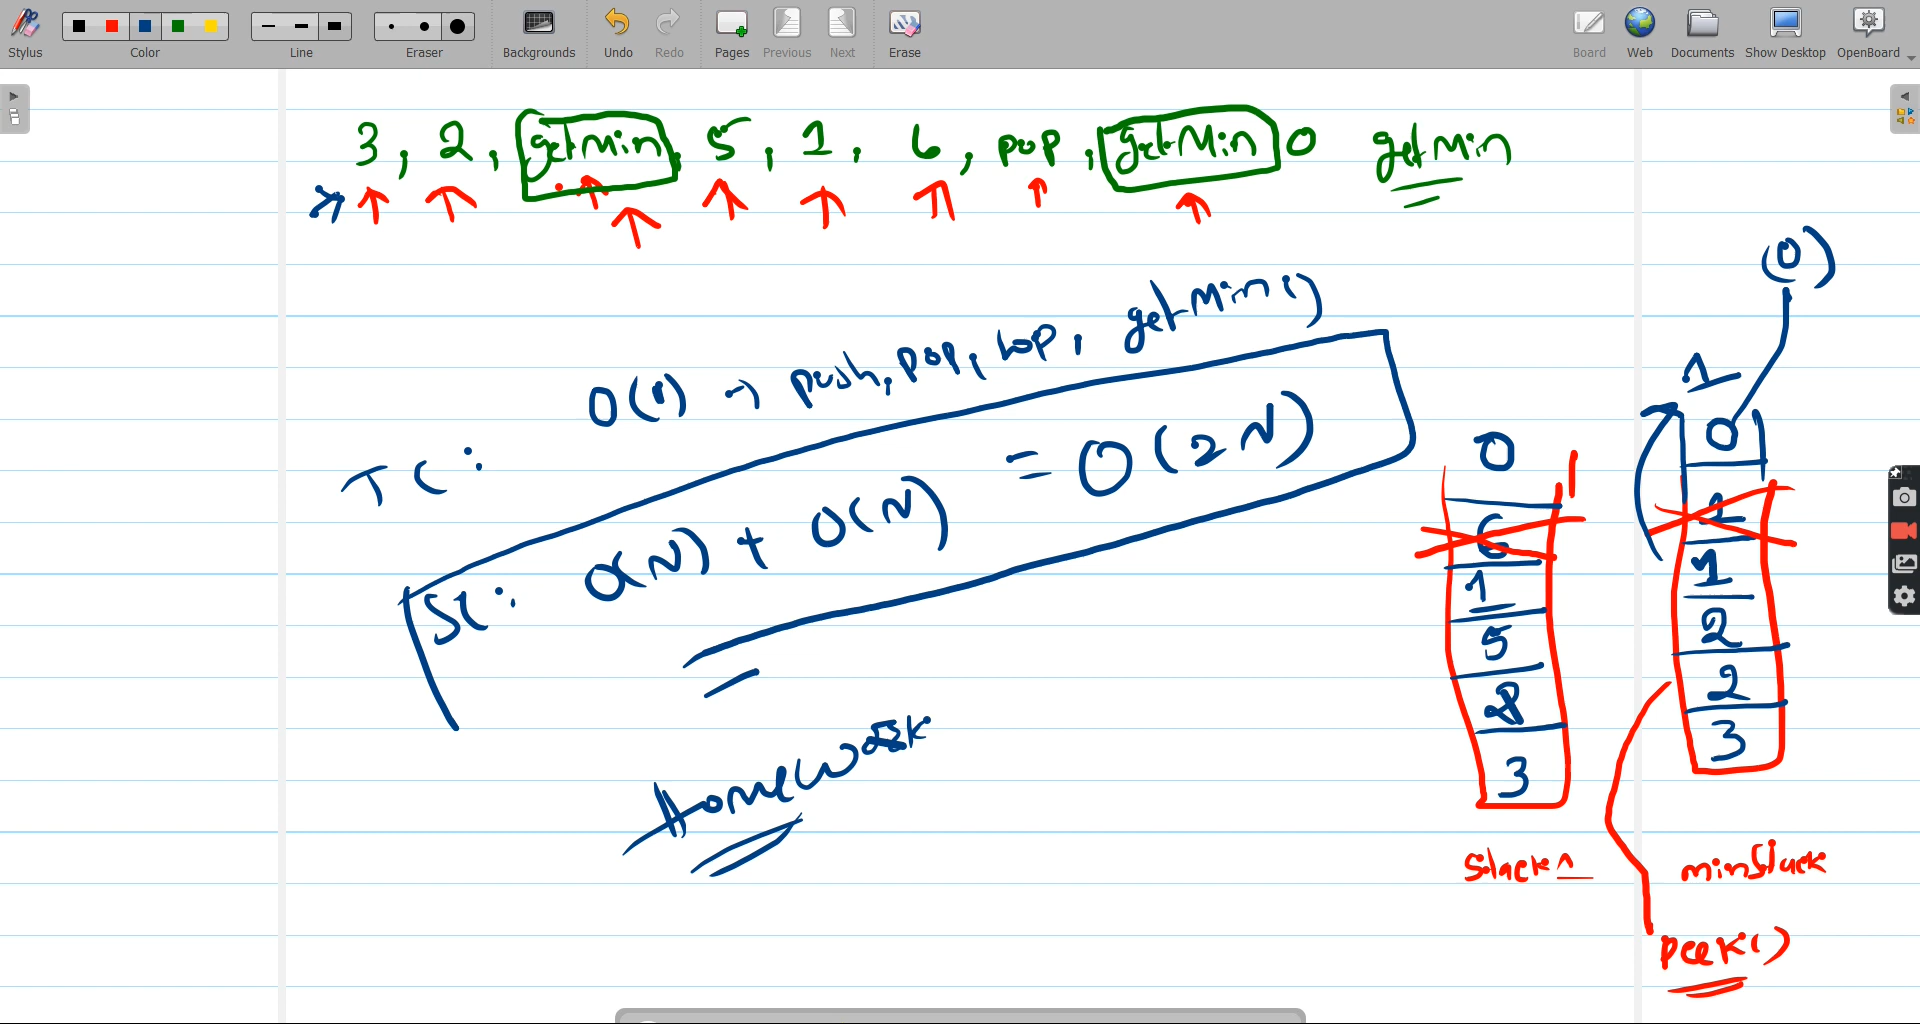 Stylus Color Line Eraser Backgrounds Undo Redo Pages Previous Next Erase Board Web Documents Show Desktop OpenBoard
3, 2, getMin, 5, 1, 6, pop, getMin 0 getMin
(0)
TC: O(1) → push, pop, top, getMin()
1
SC: O(N) + O(N) = O(2N)
0 0
6 1
1 1
5 2
2 2
3 3
Homework
Stack 1 minStack
peek()